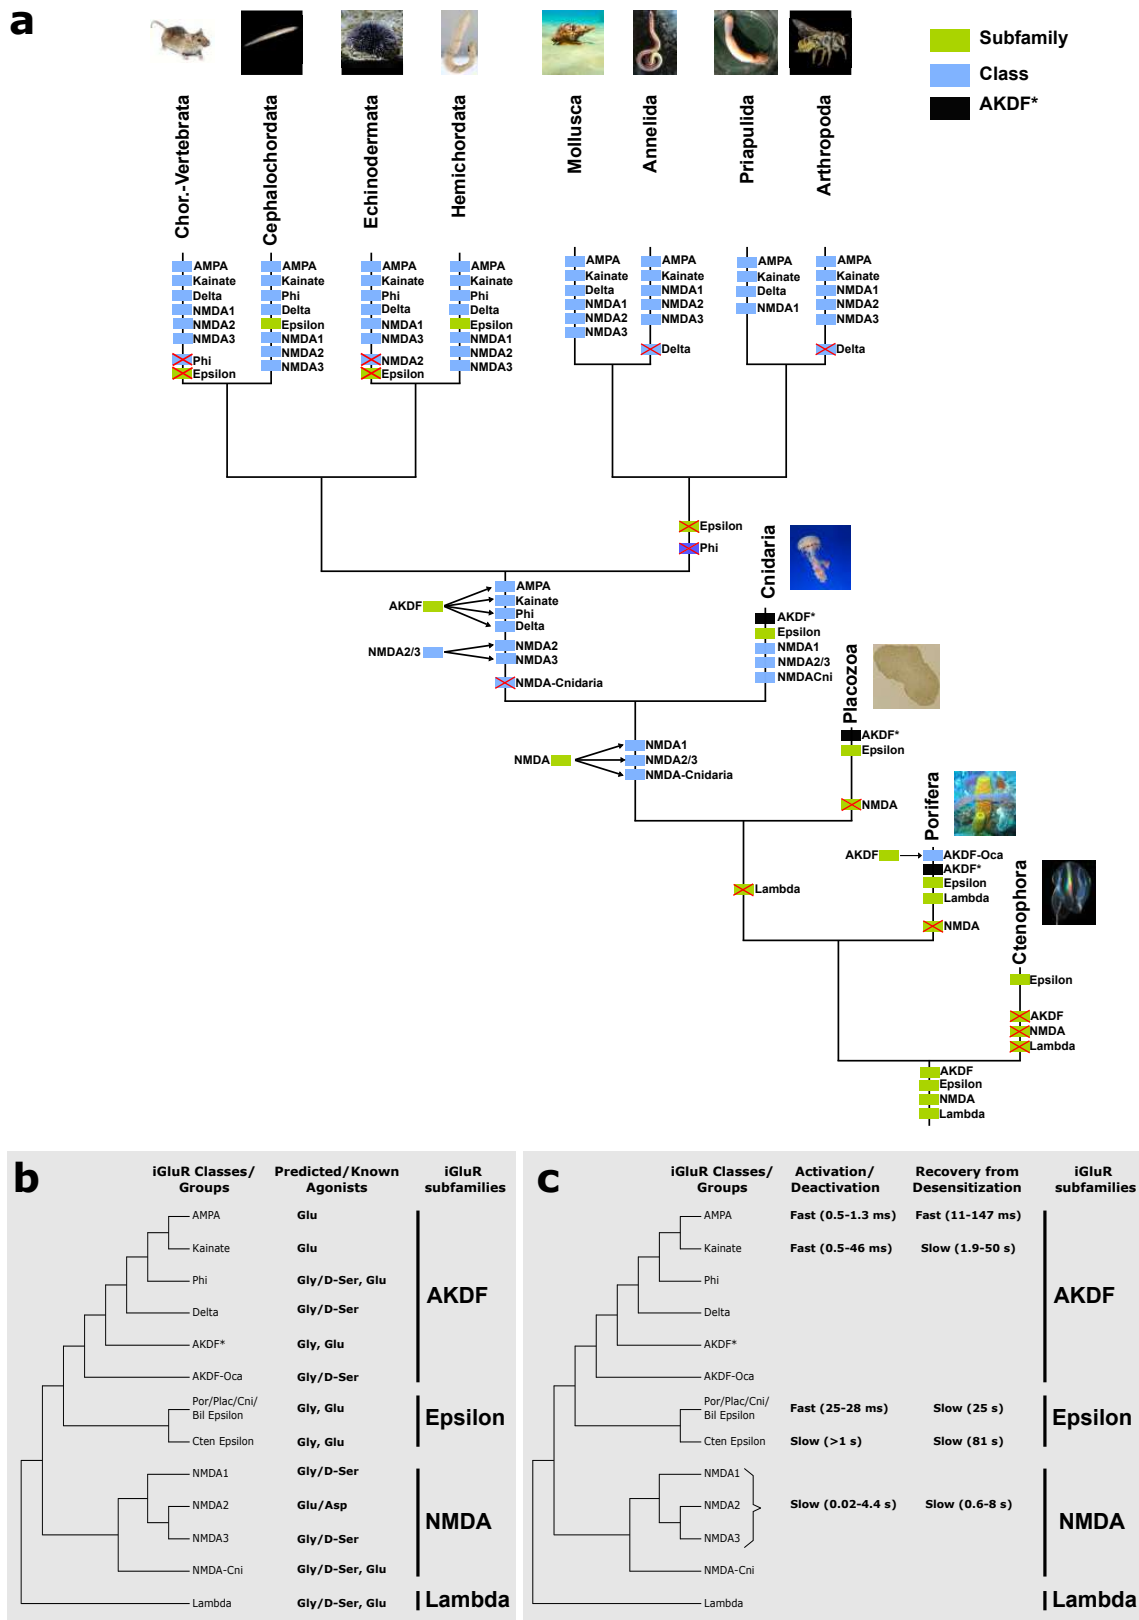 a
Subfamily
Class
AKDF*
Chor.-Vertebrata
Cephalochordata
Echinodermata
Hemichordata
Mollusca
Annelida
Priapulida
Arthropoda
AMPA
Kainate
Delta
NMDA1
NMDA2
NMDA3
Phi
Epsilon
AMPA
Kainate
Phi
Delta
Epsilon
NMDA1
NMDA2
NMDA3
AMPA
Kainate
Phi
Delta
NMDA1
NMDA3
NMDA2
Epsilon
AMPA
Kainate
Phi
Delta
Epsilon
NMDA1
NMDA2
NMDA3
AMPA
Kainate
Delta
NMDA1
NMDA2
NMDA3
AMPA
Kainate
NMDA1
NMDA2
NMDA3
Delta
AMPA
Kainate
Delta
NMDA1
AMPA
Kainate
NMDA1
NMDA2
NMDA3
Delta
Epsilon
Phi
AKDF
AMPA
Kainate
Phi
Delta
NMDA2/3
NMDA2
NMDA3
NMDA-Cnidaria
Cnidaria
AKDF*
Epsilon
NMDA1
NMDA2/3
NMDACni
NMDA
NMDA1
NMDA2/3
NMDA-Cnidaria
Placozoa
AKDF*
Epsilon
NMDA
Lambda
Porifera
AKDF
AKDF-Oca
AKDF*
Epsilon
Lambda
NMDA
Ctenophora
Epsilon
AKDF
NMDA
Lambda
AKDF
Epsilon
NMDA
Lambda
b
iGluR Classes/ Predicted/Known iGluR
Groups Agonists subfamilies
AMPA Glu
Kainate Glu
Phi Gly/D-Ser, Glu
AKDF
Delta Gly/D-Ser
AKDF* Gly, Glu
AKDF-Oca Gly/D-Ser
Por/Plac/Cni/
Bil Epsilon Gly, Glu
Epsilon
Cten Epsilon Gly, Glu
NMDA1 Gly/D-Ser
NMDA2 Glu/Asp
NMDA
NMDA3 Gly/D-Ser
NMDA-Cni Gly/D-Ser, Glu
Lambda Gly/D-Ser, Glu Lambda
c
iGluR Classes/ Activation/ Recovery from iGluR
Groups Deactivation Desensitization subfamilies
AMPA Fast (0.5-1.3 ms) Fast (11-147 ms)
Kainate Fast (0.5-46 ms) Slow (1.9-50 s)
Phi
AKDF
Delta
AKDF*
AKDF-Oca
Por/Plac/Cni/
Bil Epsilon Fast (25-28 ms) Slow (25 s)
Epsilon
Cten Epsilon Slow (>1 s) Slow (81 s)
NMDA1
NMDA2 Slow (0.02-4.4 s) Slow (0.6-8 s)
NMDA
NMDA3
NMDA-Cni
Lambda Lambda